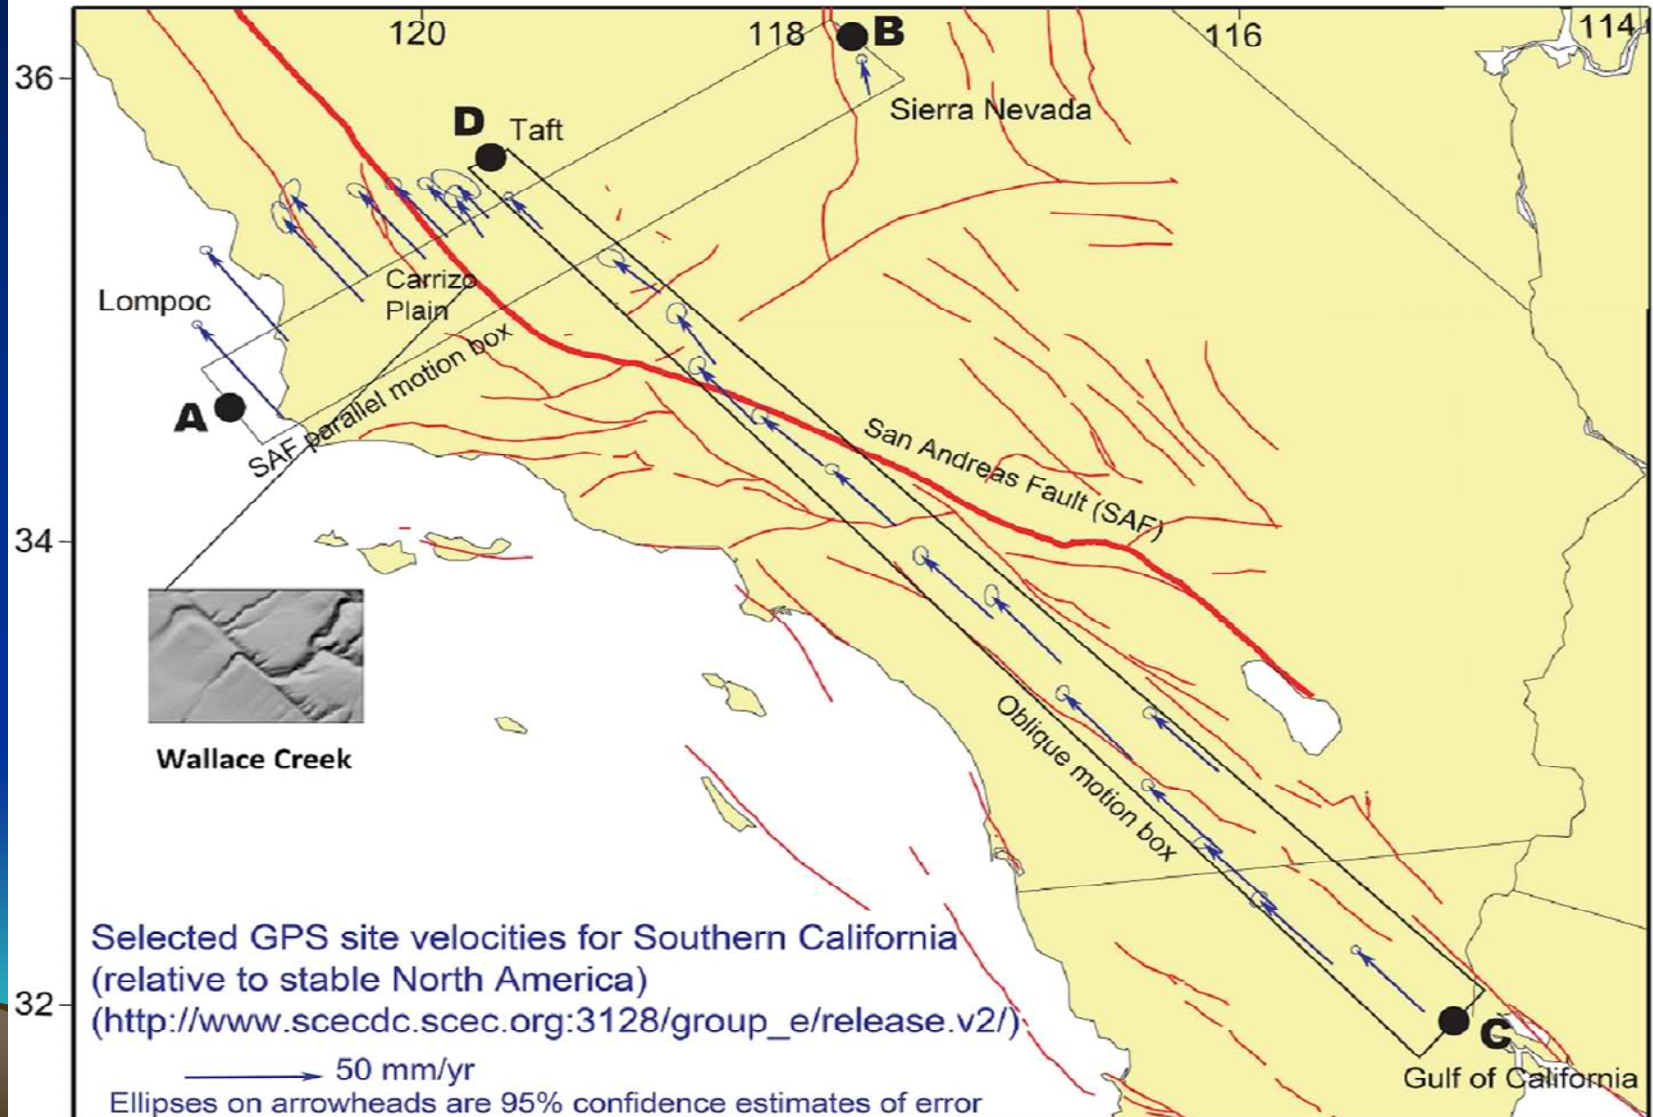 120
118
116
114
36
B
Sierra Nevada
D
Taft
Carrizo
Plain
Lompoc
A
SAF parallel motion box
San Andreas Fault (SAF)
34
Wallace Creek
Oblique motion box
Selected GPS site velocities for Southern California
(relative to stable North America)
(http://www.scecdc.scec.org:3128/group_e/release.v2/)
32
C
50 mm/yr
Gulf of California
Ellipses on arrowheads are 95% confidence estimates of error